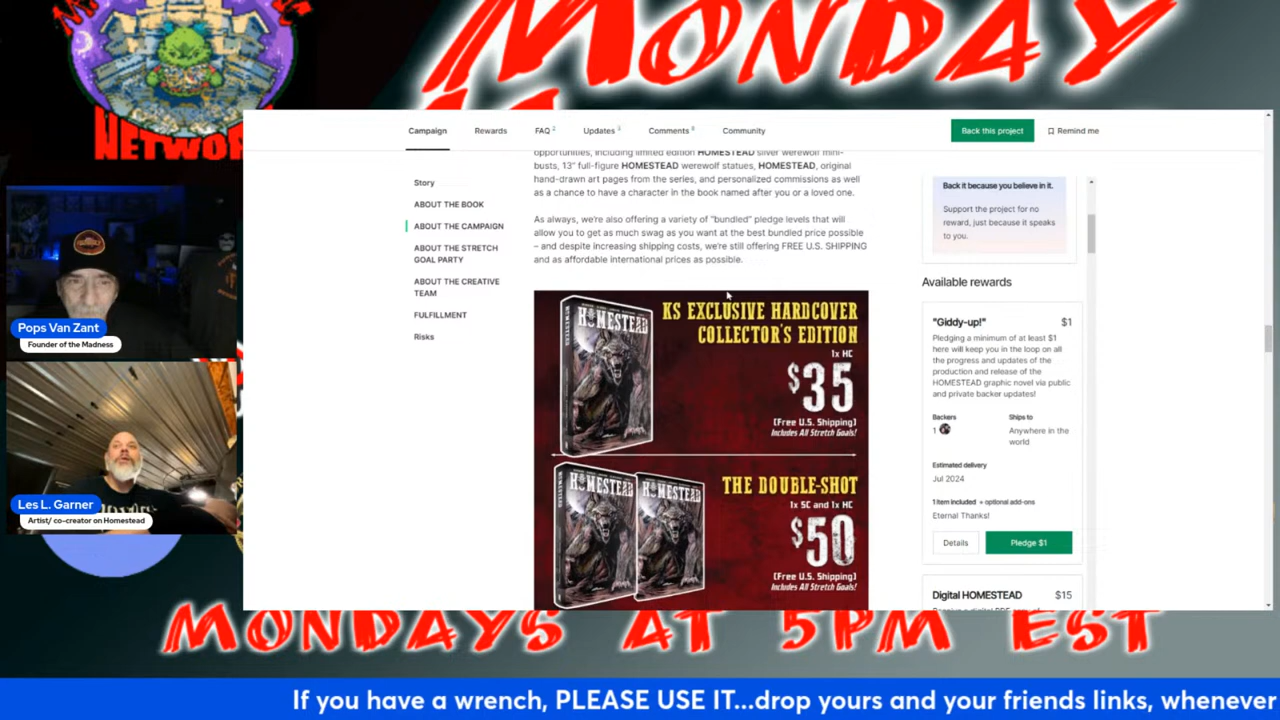 MONDAY
NETWO
Campaign Rewards FAQ 2 Updates 5 Comments 8 Community Back this project Remind me
opportunities, including limited edition HOMESTEAD silver werewolf mini-
busts, 13" full-figure HOMESTEAD werewolf statues, HOMESTEAD, original
hand-drawn art pages from the series, and personalized commissions as well
as a chance to have a character in the book named after you or a loved one.
As always, we're also offering a variety of "bundled" pledge levels that will
allow you to get as much swag as you want at the best bundled price possible
– and despite increasing shipping costs, we're still offering FREE U.S. SHIPPING
and as affordable international prices as possible.
Story
ABOUT THE BOOK
ABOUT THE CAMPAIGN
ABOUT THE STRETCH
GOAL PARTY
ABOUT THE CREATIVE
TEAM
FULFILLMENT
Risks
HOMESTEAD
HOMESTEAD
KS EXCLUSIVE HARDCOVER
COLLECTOR'S EDITION
1x HC
$35
[Free U.S. Shipping]
Includes All Stretch Goals!
HOMESTEAD
HOMESTEAD
THE DOUBLE-SHOT
1x SC and 1x HC
$50
[Free U.S. Shipping]
Includes All Stretch Goals!
Back it because you believe in it.
Support the project for no
reward, just because it speaks
to you.
Available rewards
"Giddy-up!" $1
Pledging a minimum of at least $1
here will keep you in the loop on all
the progress and updates of the
production and release of the
HOMESTEAD graphic novel via public
and private backer updates!
Backers Ships to
1 Anywhere in the
world
Estimated delivery
Jul 2024
1 item included + optional add-ons
Eternal Thanks!
Details Pledge $1
Digital HOMESTEAD $15
Pops Van Zant
Founder of the Madness
Les L. Garner
Artist/ co-creator on Homestead
MONDAYS AT 5PM EST
If you have a wrench, PLEASE USE IT...drop yours and your friends links, whenever